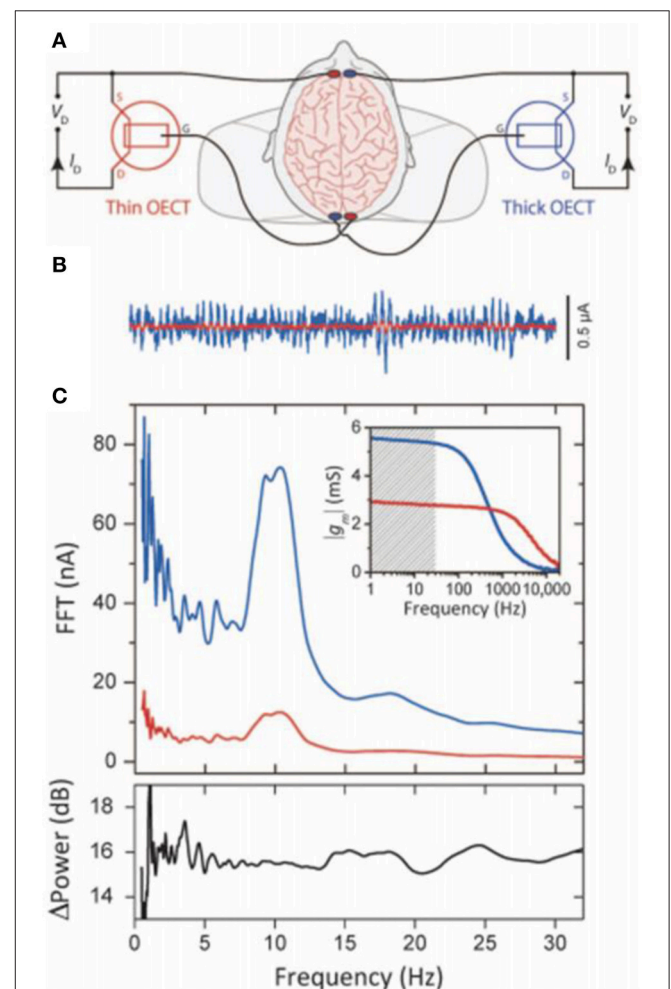 A
S
S
V_D
G
G
V_D
I_D
D
D
I_D
Thin OECT
Thick OECT
B
0.5 µA
C
80
60
40
20
0
FFT (nA)
6
4
2
0
|g_m| (mS)
1 10 100 1000 10,000
Frequency (Hz)
18
16
14
ΔPower (dB)
0 5 10 15 20 25 30
Frequency (Hz)